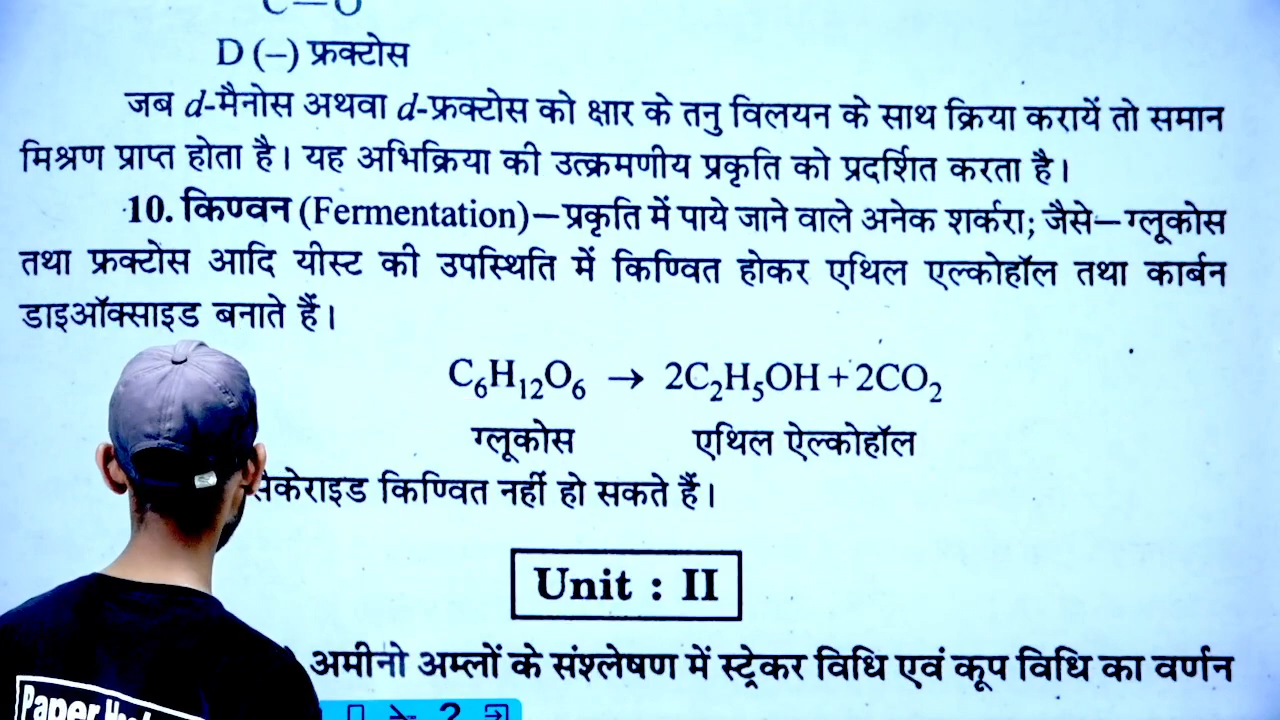 D (–) फ्रक्टोस
जब d-मैनोस अथवा d-फ्रक्टोस को क्षार के तनु विलयन के साथ क्रिया करायें तो समान
मिश्रण प्राप्त होता है। यह अभिक्रिया की उत्क्रमणीय प्रकृति को प्रदर्शित करता है।
10. किण्वन (Fermentation)—प्रकृति में पाये जाने वाले अनेक शर्करा; जैसे—ग्लूकोस
तथा फ्रक्टोस आदि यीस्ट की उपस्थिति में किण्वित होकर एथिल एल्कोहॉल तथा कार्बन
डाइऑक्साइड बनाते हैं।
C₆H₁₂O₆ → 2C₂H₅OH + 2CO₂
ग्लूकोस एथिल ऐल्कोहॉल
सेकेराइड किण्वित नहीं हो सकते हैं।
Unit : II
अमीनो अम्लों के संश्लेषण में स्ट्रेकर विधि एवं कूप विधि का वर्णन
Paper